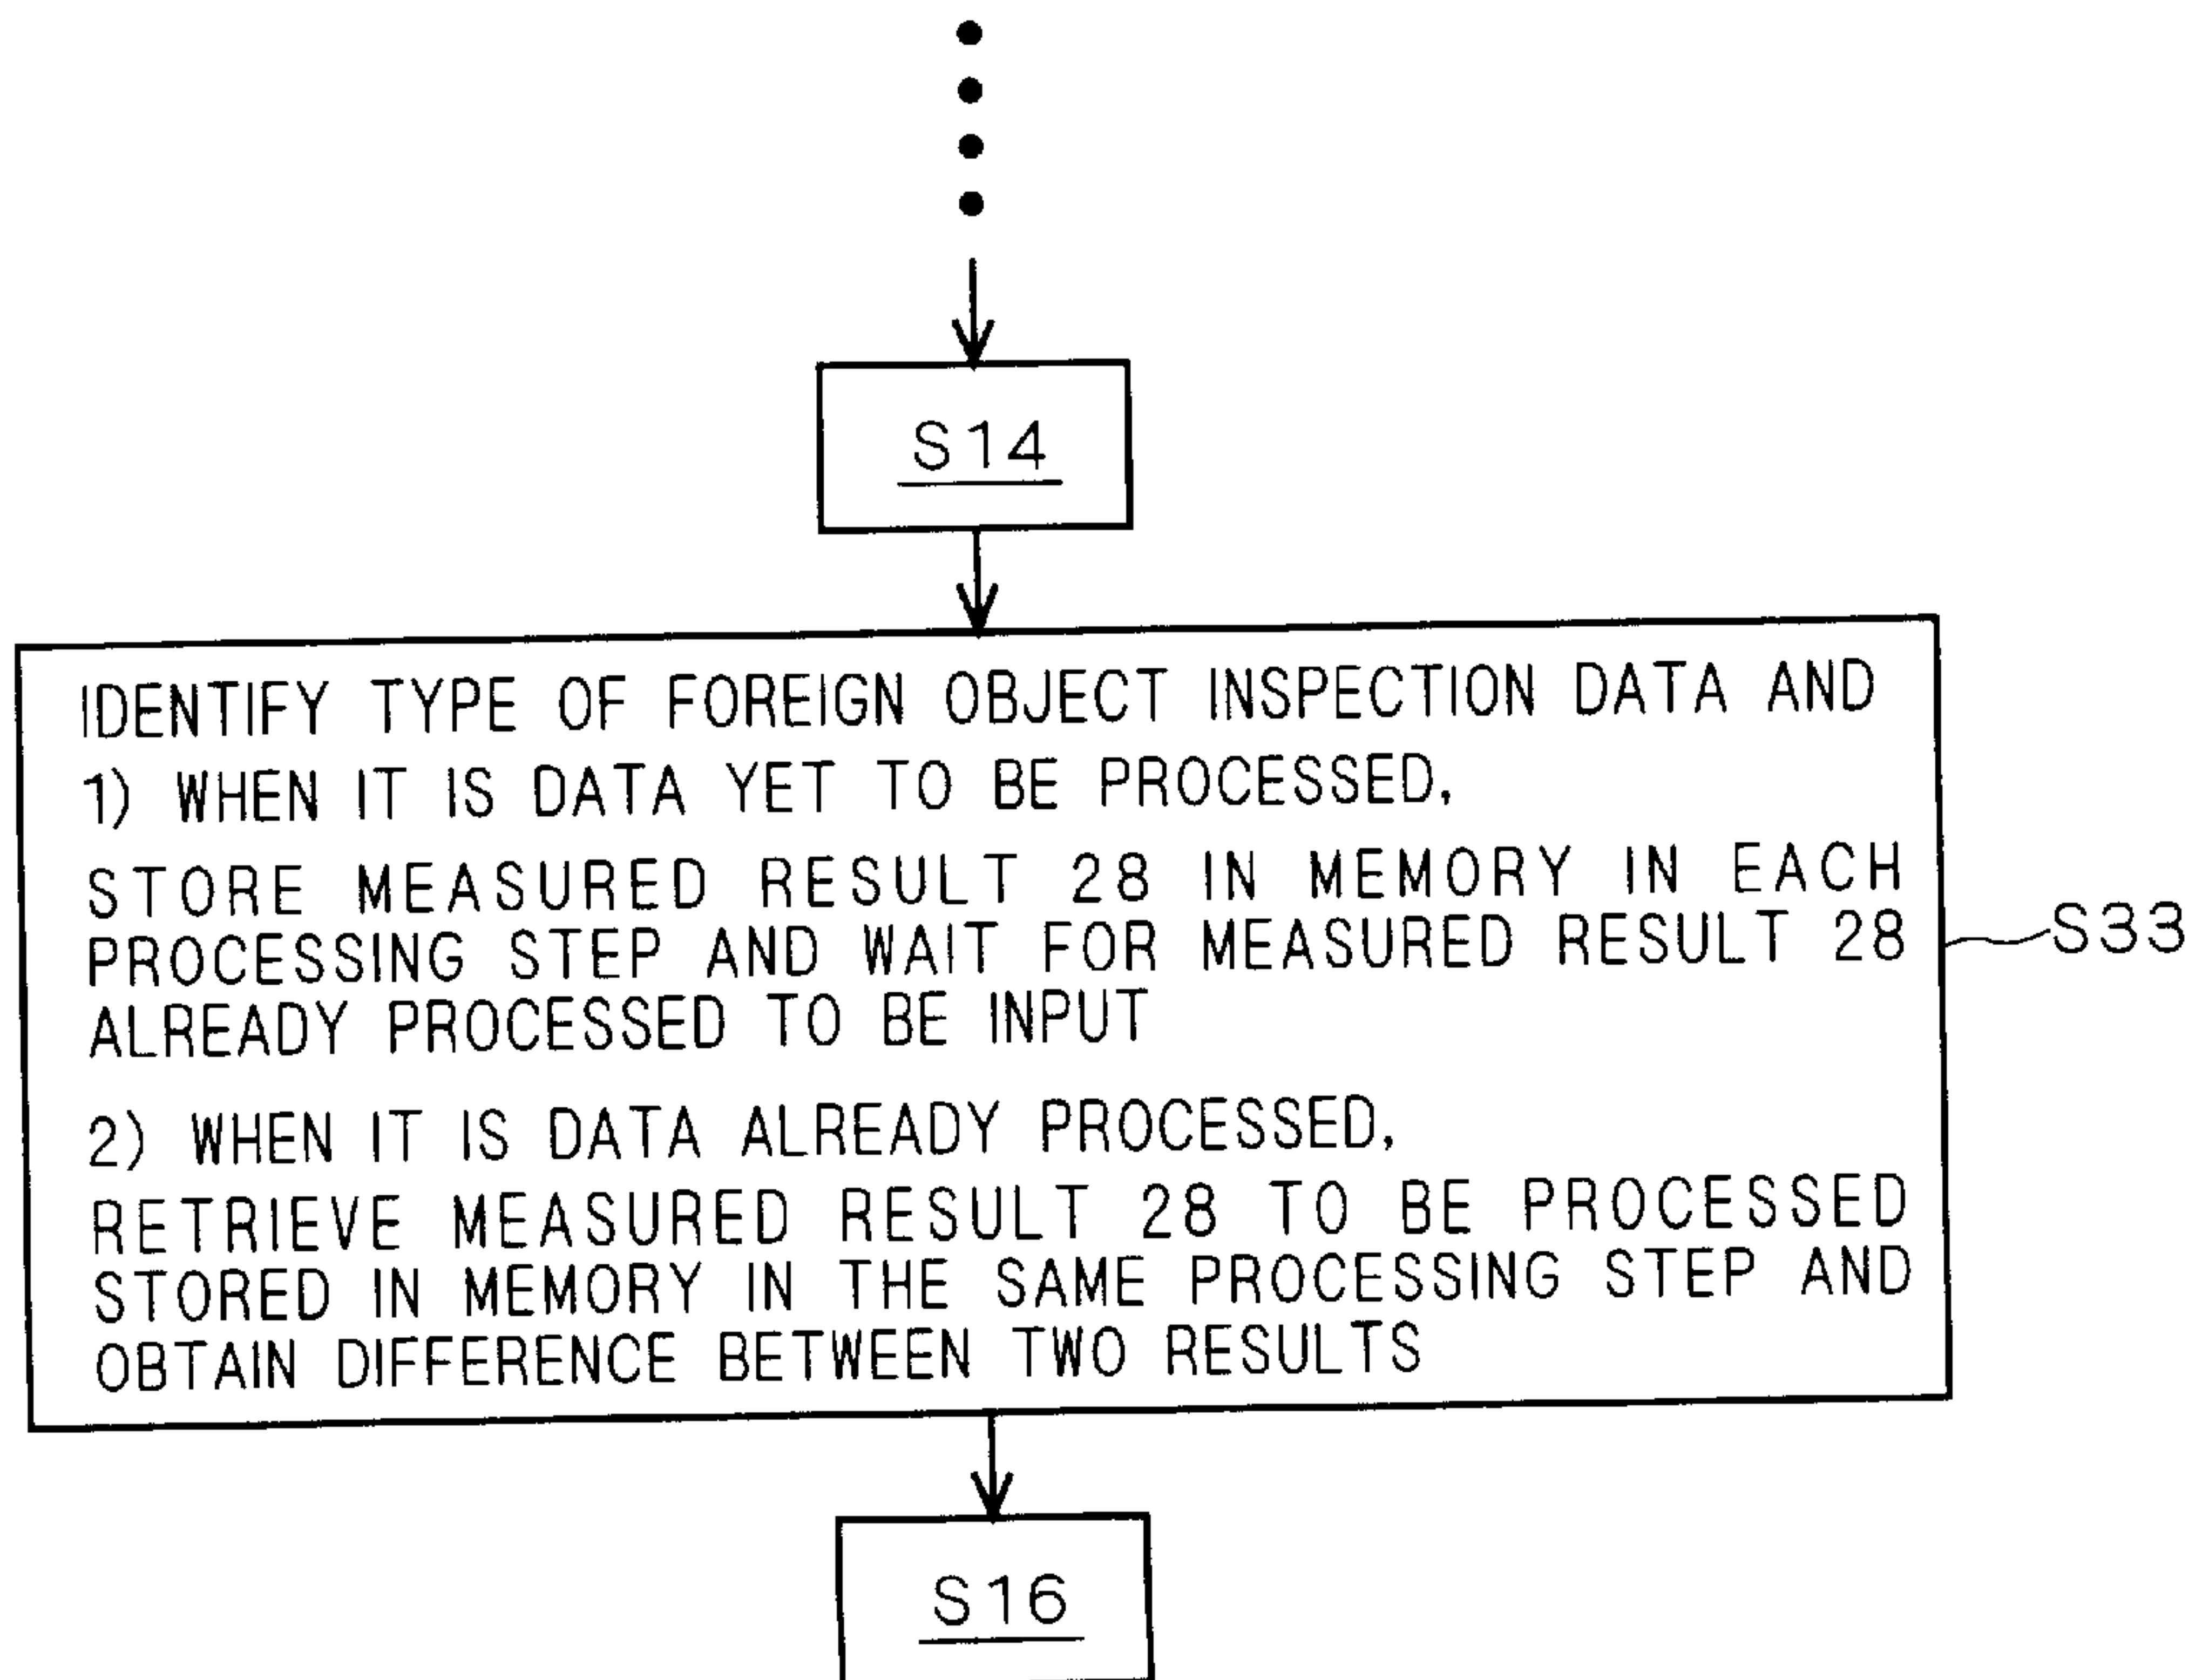 S14
IDENTIFY TYPE OF FOREIGN OBJECT INSPECTION DATA AND
1) WHEN IT IS DATA YET TO BE PROCESSED,
STORE MEASURED RESULT 28 IN MEMORY IN EACH
PROCESSING STEP AND WAIT FOR MEASURED RESULT 28
ALREADY PROCESSED TO BE INPUT
2) WHEN IT IS DATA ALREADY PROCESSED,
RETRIEVE MEASURED RESULT 28 TO BE PROCESSED
STORED IN MEMORY IN THE SAME PROCESSING STEP AND
OBTAIN DIFFERENCE BETWEEN TWO RESULTS
S33
S16